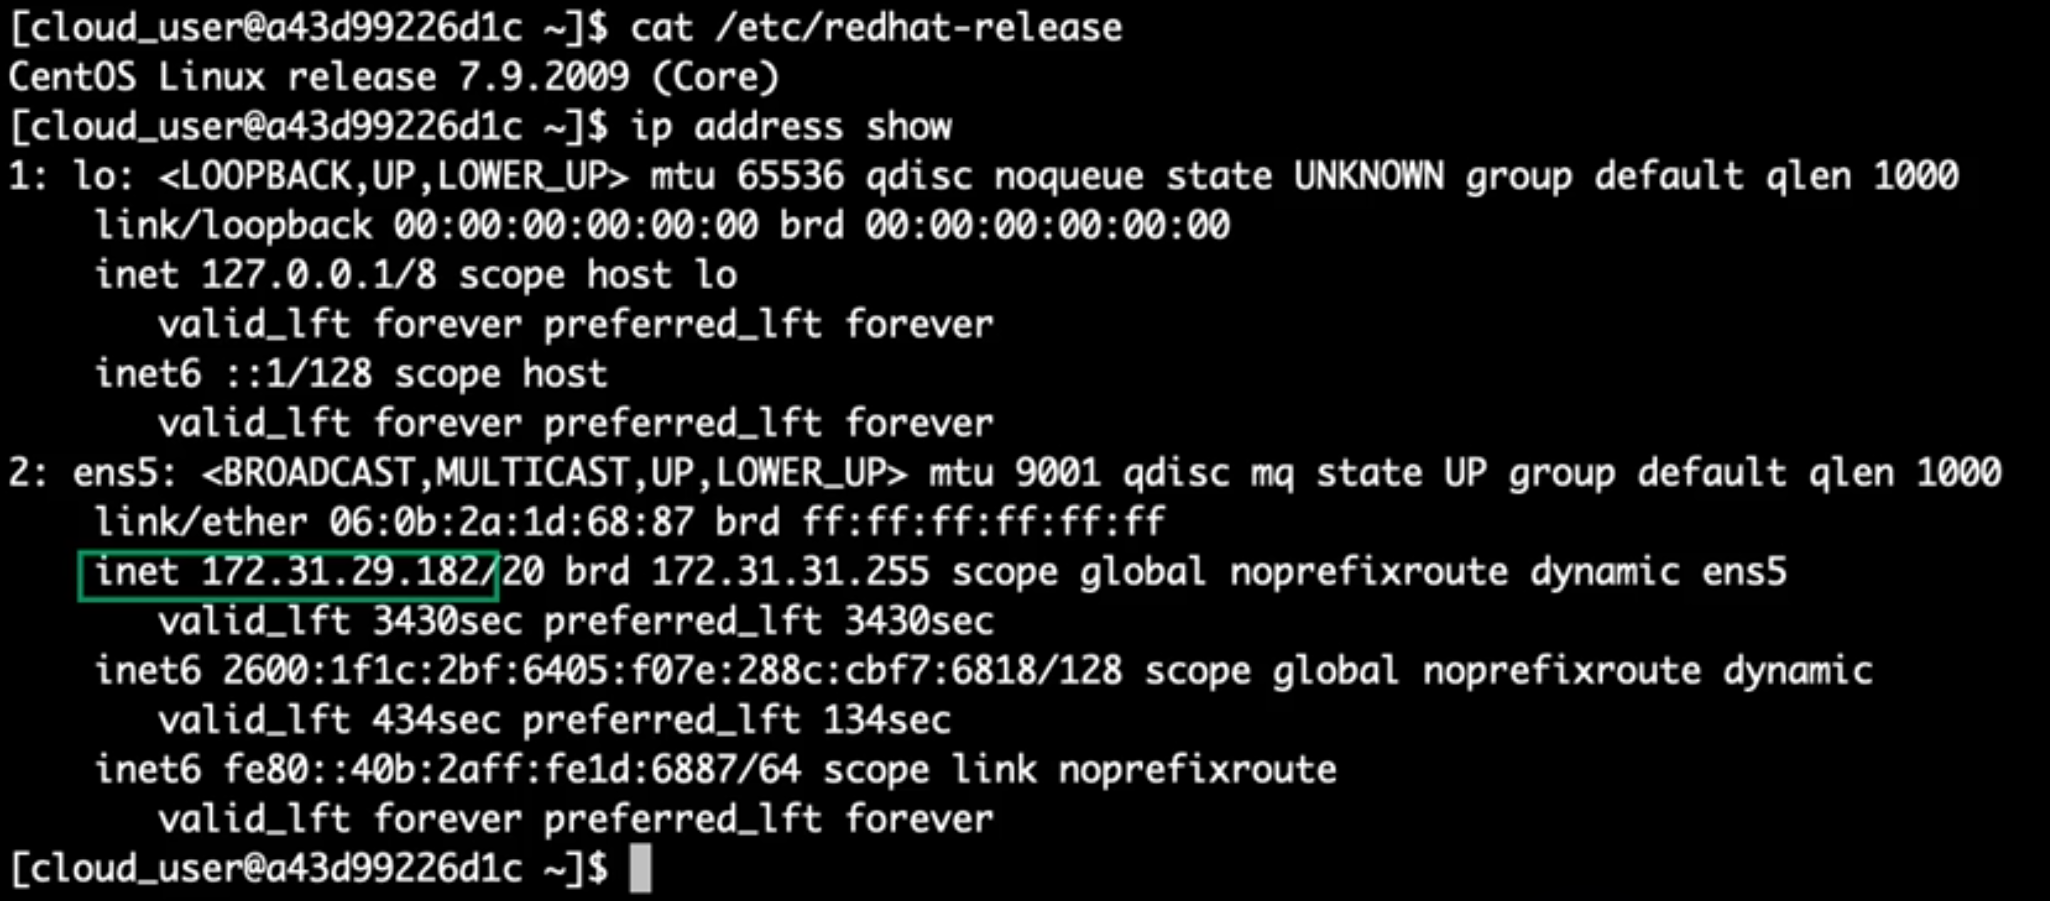 [cloud_user@a43d99226d1c ~]$ cat /etc/redhat-release
CentOS Linux release 7.9.2009 (Core)
[cloud_user@a43d99226d1c ~]$ ip address show
1: lo: <LOOPBACK,UP,LOWER_UP> mtu 65536 qdisc noqueue state UNKNOWN group default qlen 1000
    link/loopback 00:00:00:00:00:00 brd 00:00:00:00:00:00
    inet 127.0.0.1/8 scope host lo
       valid_lft forever preferred_lft forever
    inet6 ::1/128 scope host
       valid_lft forever preferred_lft forever
2: ens5: <BROADCAST,MULTICAST,UP,LOWER_UP> mtu 9001 qdisc mq state UP group default qlen 1000
    link/ether 06:0b:2a:1d:68:87 brd ff:ff:ff:ff:ff:ff
    inet 172.31.29.182/20 brd 172.31.31.255 scope global noprefixroute dynamic ens5
       valid_lft 3430sec preferred_lft 3430sec
    inet6 2600:1f1c:2bf:6405:f07e:288c:cbf7:6818/128 scope global noprefixroute dynamic
       valid_lft 434sec preferred_lft 134sec
    inet6 fe80::40b:2aff:fe1d:6887/64 scope link noprefixroute
       valid_lft forever preferred_lft forever
[cloud_user@a43d99226d1c ~]$